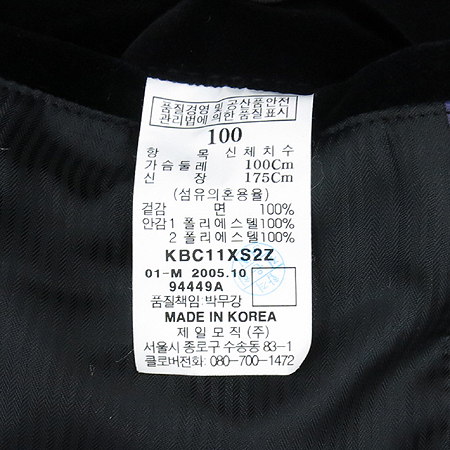 품질경영 및 공산품안전
관리법에 의한 품질표시
100
항 목 신체치수
가슴둘레 100Cm
신 장 175Cm
(섬유의혼용율)
겉감 면 100%
안감1 폴리에스텔100%
2 폴리에스텔100%
KBC11XS2Z
01-M 2005.10
94449A
품질책임:박무강
MADE IN KOREA
제일모직(주)
서울시 종로구 수송동 83-1
클로버전화: 080-700-1472